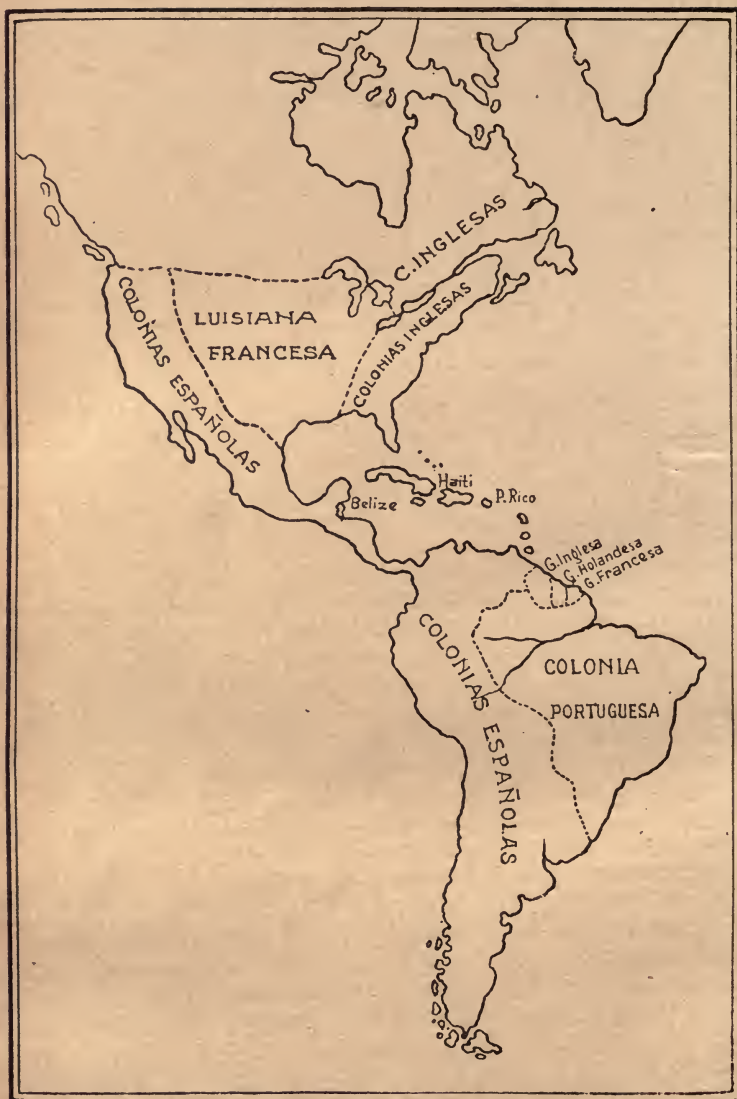 C. INGLESAS
COLONIAS INGLESAS
LUISIANA
FRANCESA
COLONIAS ESPAÑOLAS
Haiti
P. Rico
Belize
G. Inglesa
G. Holandesa
G. Francesa
COLONIAS ESPAÑOLAS
COLONIA
PORTUGUESA